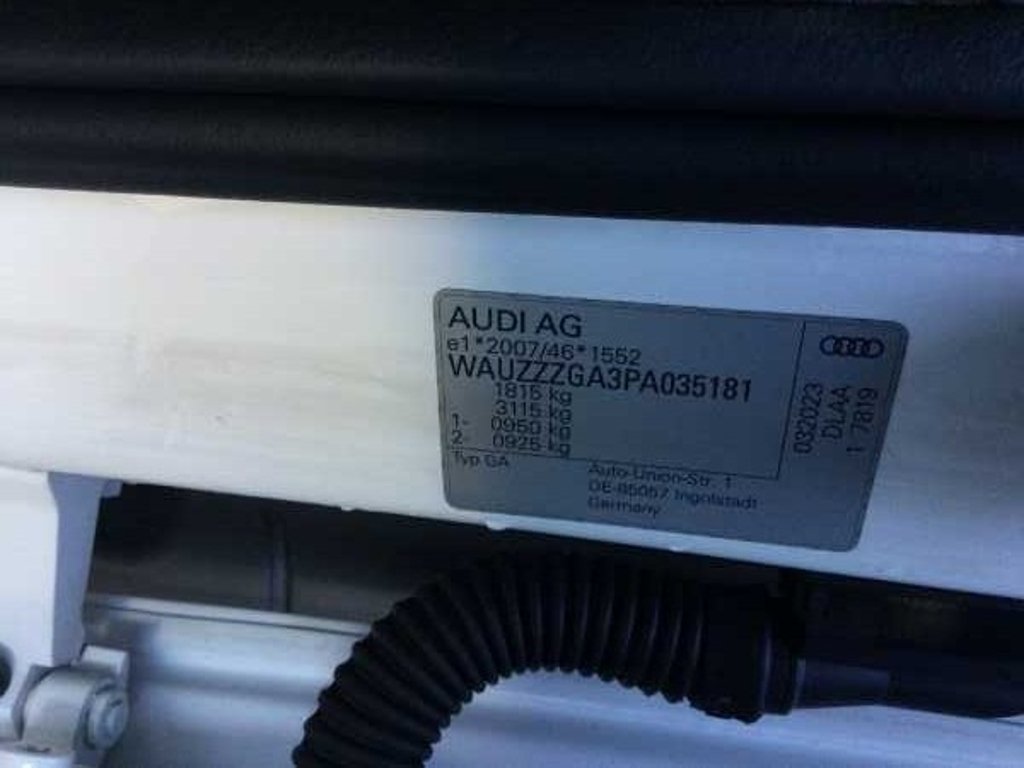 AUDI AG
e1*2007/46*1552
WAUZZZGA3PA035181
1815 kg
3115 kg
1- 0950 kg
2- 0925 kg
Typ GA
Auto-Union-Str. 1
DE-85057 Ingolstadt
Germany
032023
DLAA
1 7819